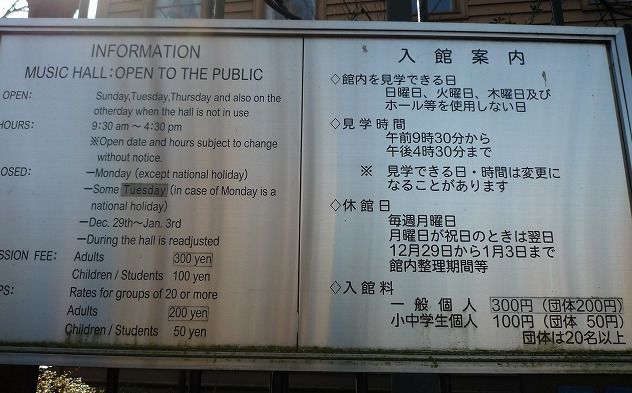 INFORMATION
MUSIC HALL:OPEN TO THE PUBLIC
OPEN: Sunday,Tuesday,Thursday and also on the
otherday when the hall is not in use
HOURS: 9:30 am～4:30 pm
※Open date and hours subject to change
without notice.
OSED: —Monday (except national holiday)
—Some Tuesday (in case of Monday is a
national holiday)
—Dec. 29th～Jan. 3rd
—During the hall is readjusted
SSION FEE: Adults 300 yen
Children / Students 100 yen
PS: Rates for groups of 20 or more
Adults 200 yen
Children / Students 50 yen
入館案内
◇館内を見学できる日
日曜日、火曜日、木曜日及び
ホール等を使用しない日
◇見学時間
午前9時30分から
午後4時30分まで
※ 見学できる日・時間は変更に
なることがあります
◇休館日
毎週月曜日
月曜日が祝日のときは翌日
12月29日から1月3日まで
館内整理期間等
◇入館料
一般個人 300円（団体200円）
小中学生個人 100円（団体 50円）
団体は20名以上